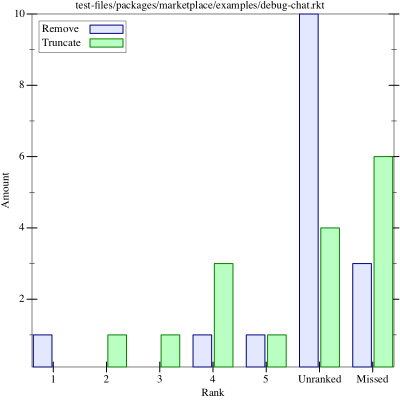 test-files/packages/marketplace/examples/debug-chat.rkt
10
Remove
Truncate
8
6
4
2
Amount
1 2 3 4 5 Unranked Missed
Rank